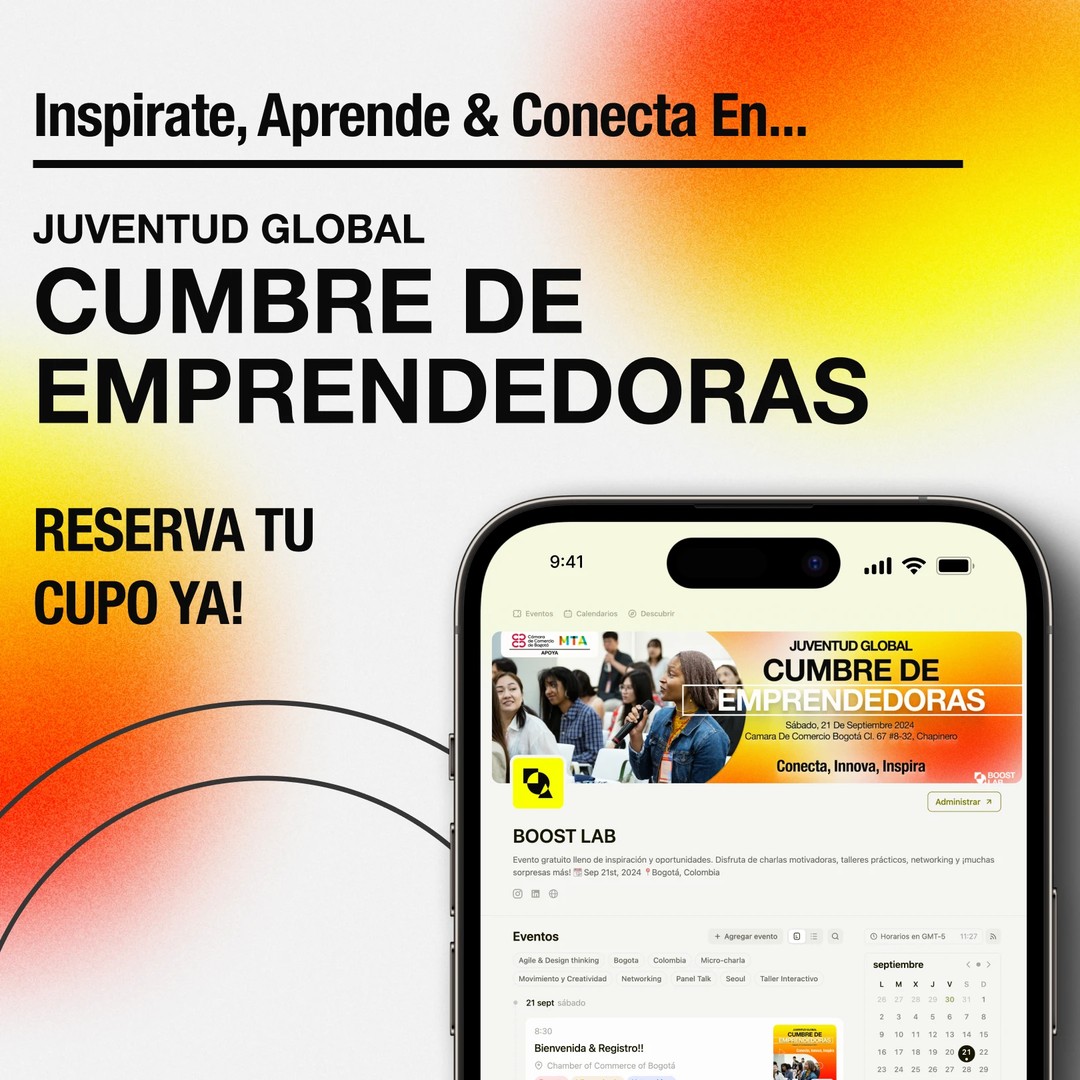 Inspirate, Aprende & Conecta En...
JUVENTUD GLOBAL
CUMBRE DE
EMPRENDEDORAS
RESERVA TU
CUPO YA!
9:41
Eventos Calendarios Descubrir
Cámara
de Comercio
de Bogotá
MTA
APOYA
JUVENTUD GLOBAL
CUMBRE DE
EMPRENDEDORAS
Sábado, 21 De Septiembre 2024
Camara De Comercio Bogotá Cl. 67 #8-32, Chapinero
Conecta, Innova, Inspira
BOOST
LAB
Administrar
BOOST LAB
Evento gratuito lleno de inspiración y oportunidades. Disfruta de charlas motivadoras, talleres prácticos, networking y ¡muchas
sorpresas más! 📅 Sep 21st, 2024 📍Bogotá, Colombia
Eventos
+ Agregar evento
Agile & Design thinking Bogota Colombia Micro-charla
Movimiento y Creatividad Networking Panel Talk Seoul Taller Interactivo
21 sept sábado
8:30
Bienvenida & Registro!!
Chamber of Commerce of Bogotá
JUVENTUD GLOBAL
CUMBRE DE
EMPRENDEDORAS
Horarios en GMT-5 11:27
septiembre
L M X J V S D
26 27 28 29 30 31 1
2 3 4 5 6 7 8
9 10 11 12 13 14 15
16 17 18 19 20 21 22
23 24 25 26 27 28 29